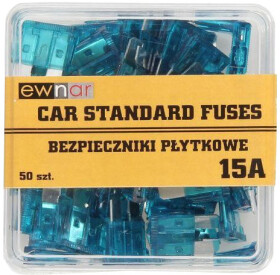 ewnar
CAR STANDARD FUSES
BEZPIECZNIKI PŁYTKOWE
50 szt. 15A